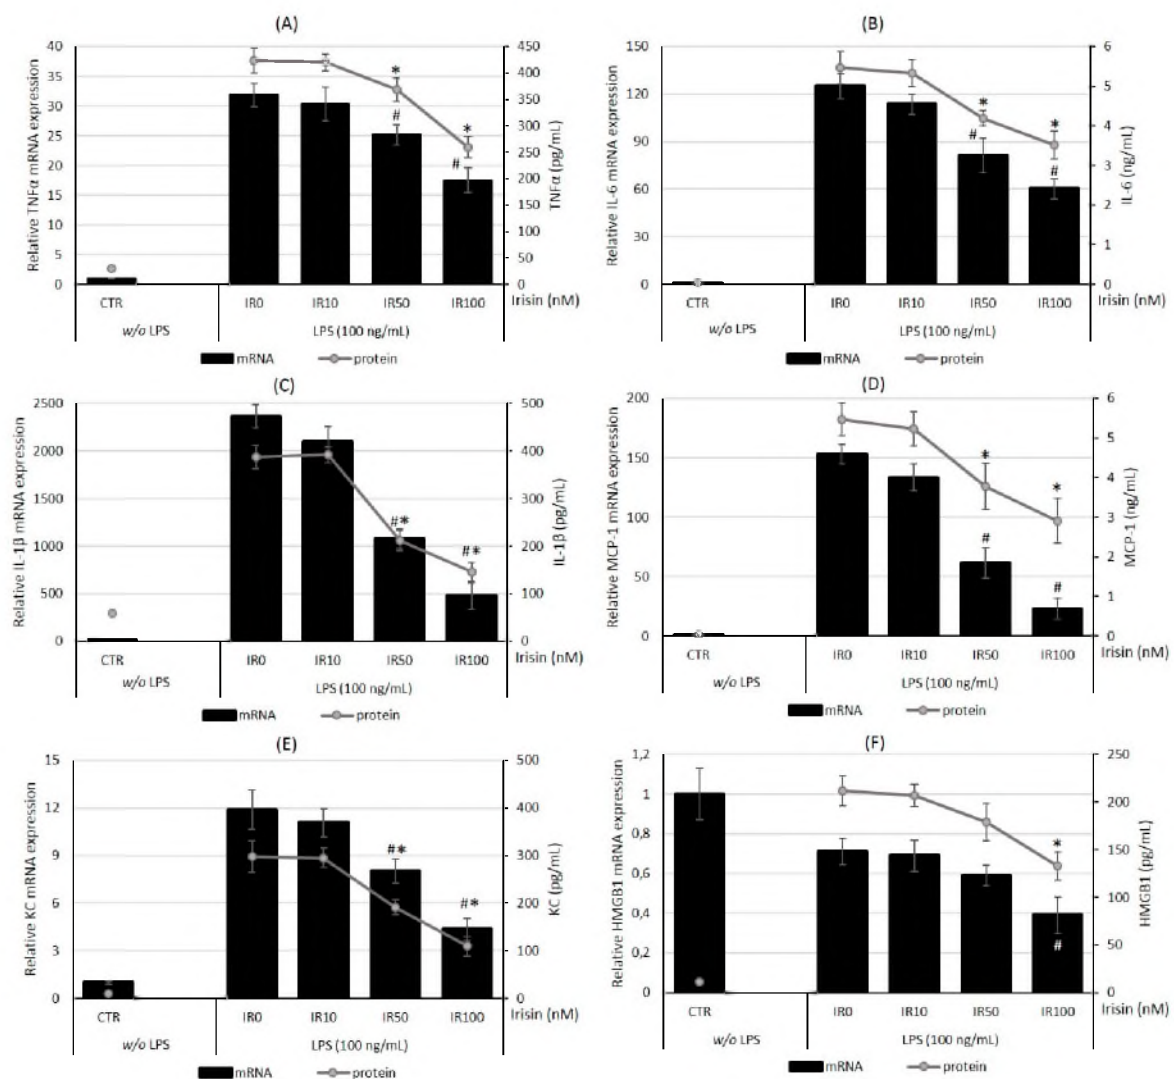 (A)
Relative TNFα mRNA expression
40
35
30
25
20
15
10
5
0
450
400
350
300
250
200
150
100
50
0
TNFα (pg/mL)
*
#
*
#
CTR IR0 IR10 IR50 IR100 Irisin (nM)
w/o LPS LPS (100 ng/mL)
mRNA protein
(B)
Relative IL-6 mRNA expression
150
120
90
60
30
0
6
5
4
3
2
1
0
IL-6 (ng/mL)
*
#
*
#
CTR IR0 IR10 IR50 IR100 Irisin (nM)
w/o LPS LPS (100 ng/mL)
mRNA protein
(C)
Relative IL-1β mRNA expression
2500
2000
1500
1000
500
0
500
400
300
200
100
0
IL-1β (pg/mL)
#*
#*
CTR IR0 IR10 IR50 IR100 Irisin (nM)
w/o LPS LPS (100 ng/mL)
mRNA protein
(D)
Relative MCP-1 mRNA expression
200
150
100
50
0
6
5
4
3
2
1
0
MCP-1 (ng/mL)
*
#
*
#
CTR IR0 IR10 IR50 IR100 Irisin (nM)
w/o LPS LPS (100 ng/mL)
mRNA protein
(E)
Relative KC mRNA expression
15
12
9
6
3
0
500
400
300
200
100
0
KC (pg/mL)
#*
#*
CTR IR0 IR10 IR50 IR100 Irisin (nM)
w/o LPS LPS (100 ng/mL)
mRNA protein
(F)
Relative HMGB1 mRNA expression
1,2
1
0,8
0,6
0,4
0,2
0
250
200
150
100
50
0
HMGB1 (pg/mL)
*
#
CTR IR0 IR10 IR50 IR100 Irisin (nM)
w/o LPS LPS (100 ng/mL)
mRNA protein